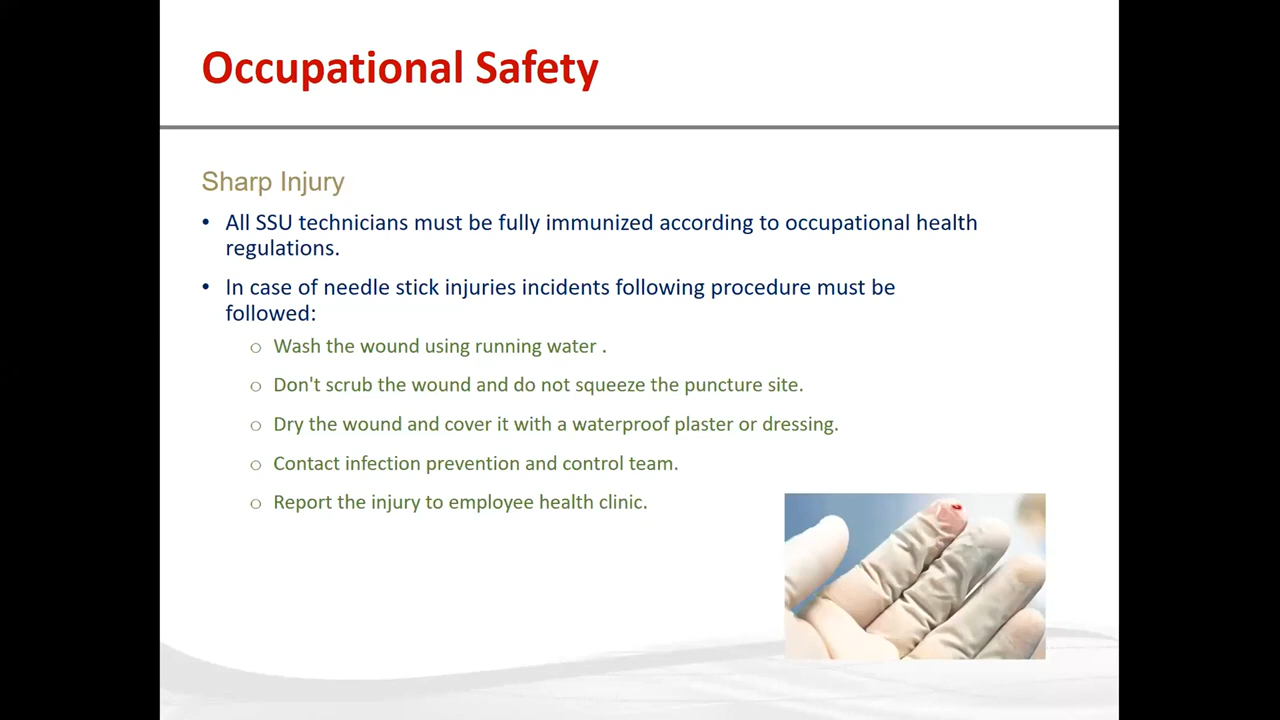 Occupational Safety
Sharp Injury
• All SSU technicians must be fully immunized according to occupational health
regulations.
• In case of needle stick injuries incidents following procedure must be
followed:
○ Wash the wound using running water .
○ Don't scrub the wound and do not squeeze the puncture site.
○ Dry the wound and cover it with a waterproof plaster or dressing.
○ Contact infection prevention and control team.
○ Report the injury to employee health clinic.